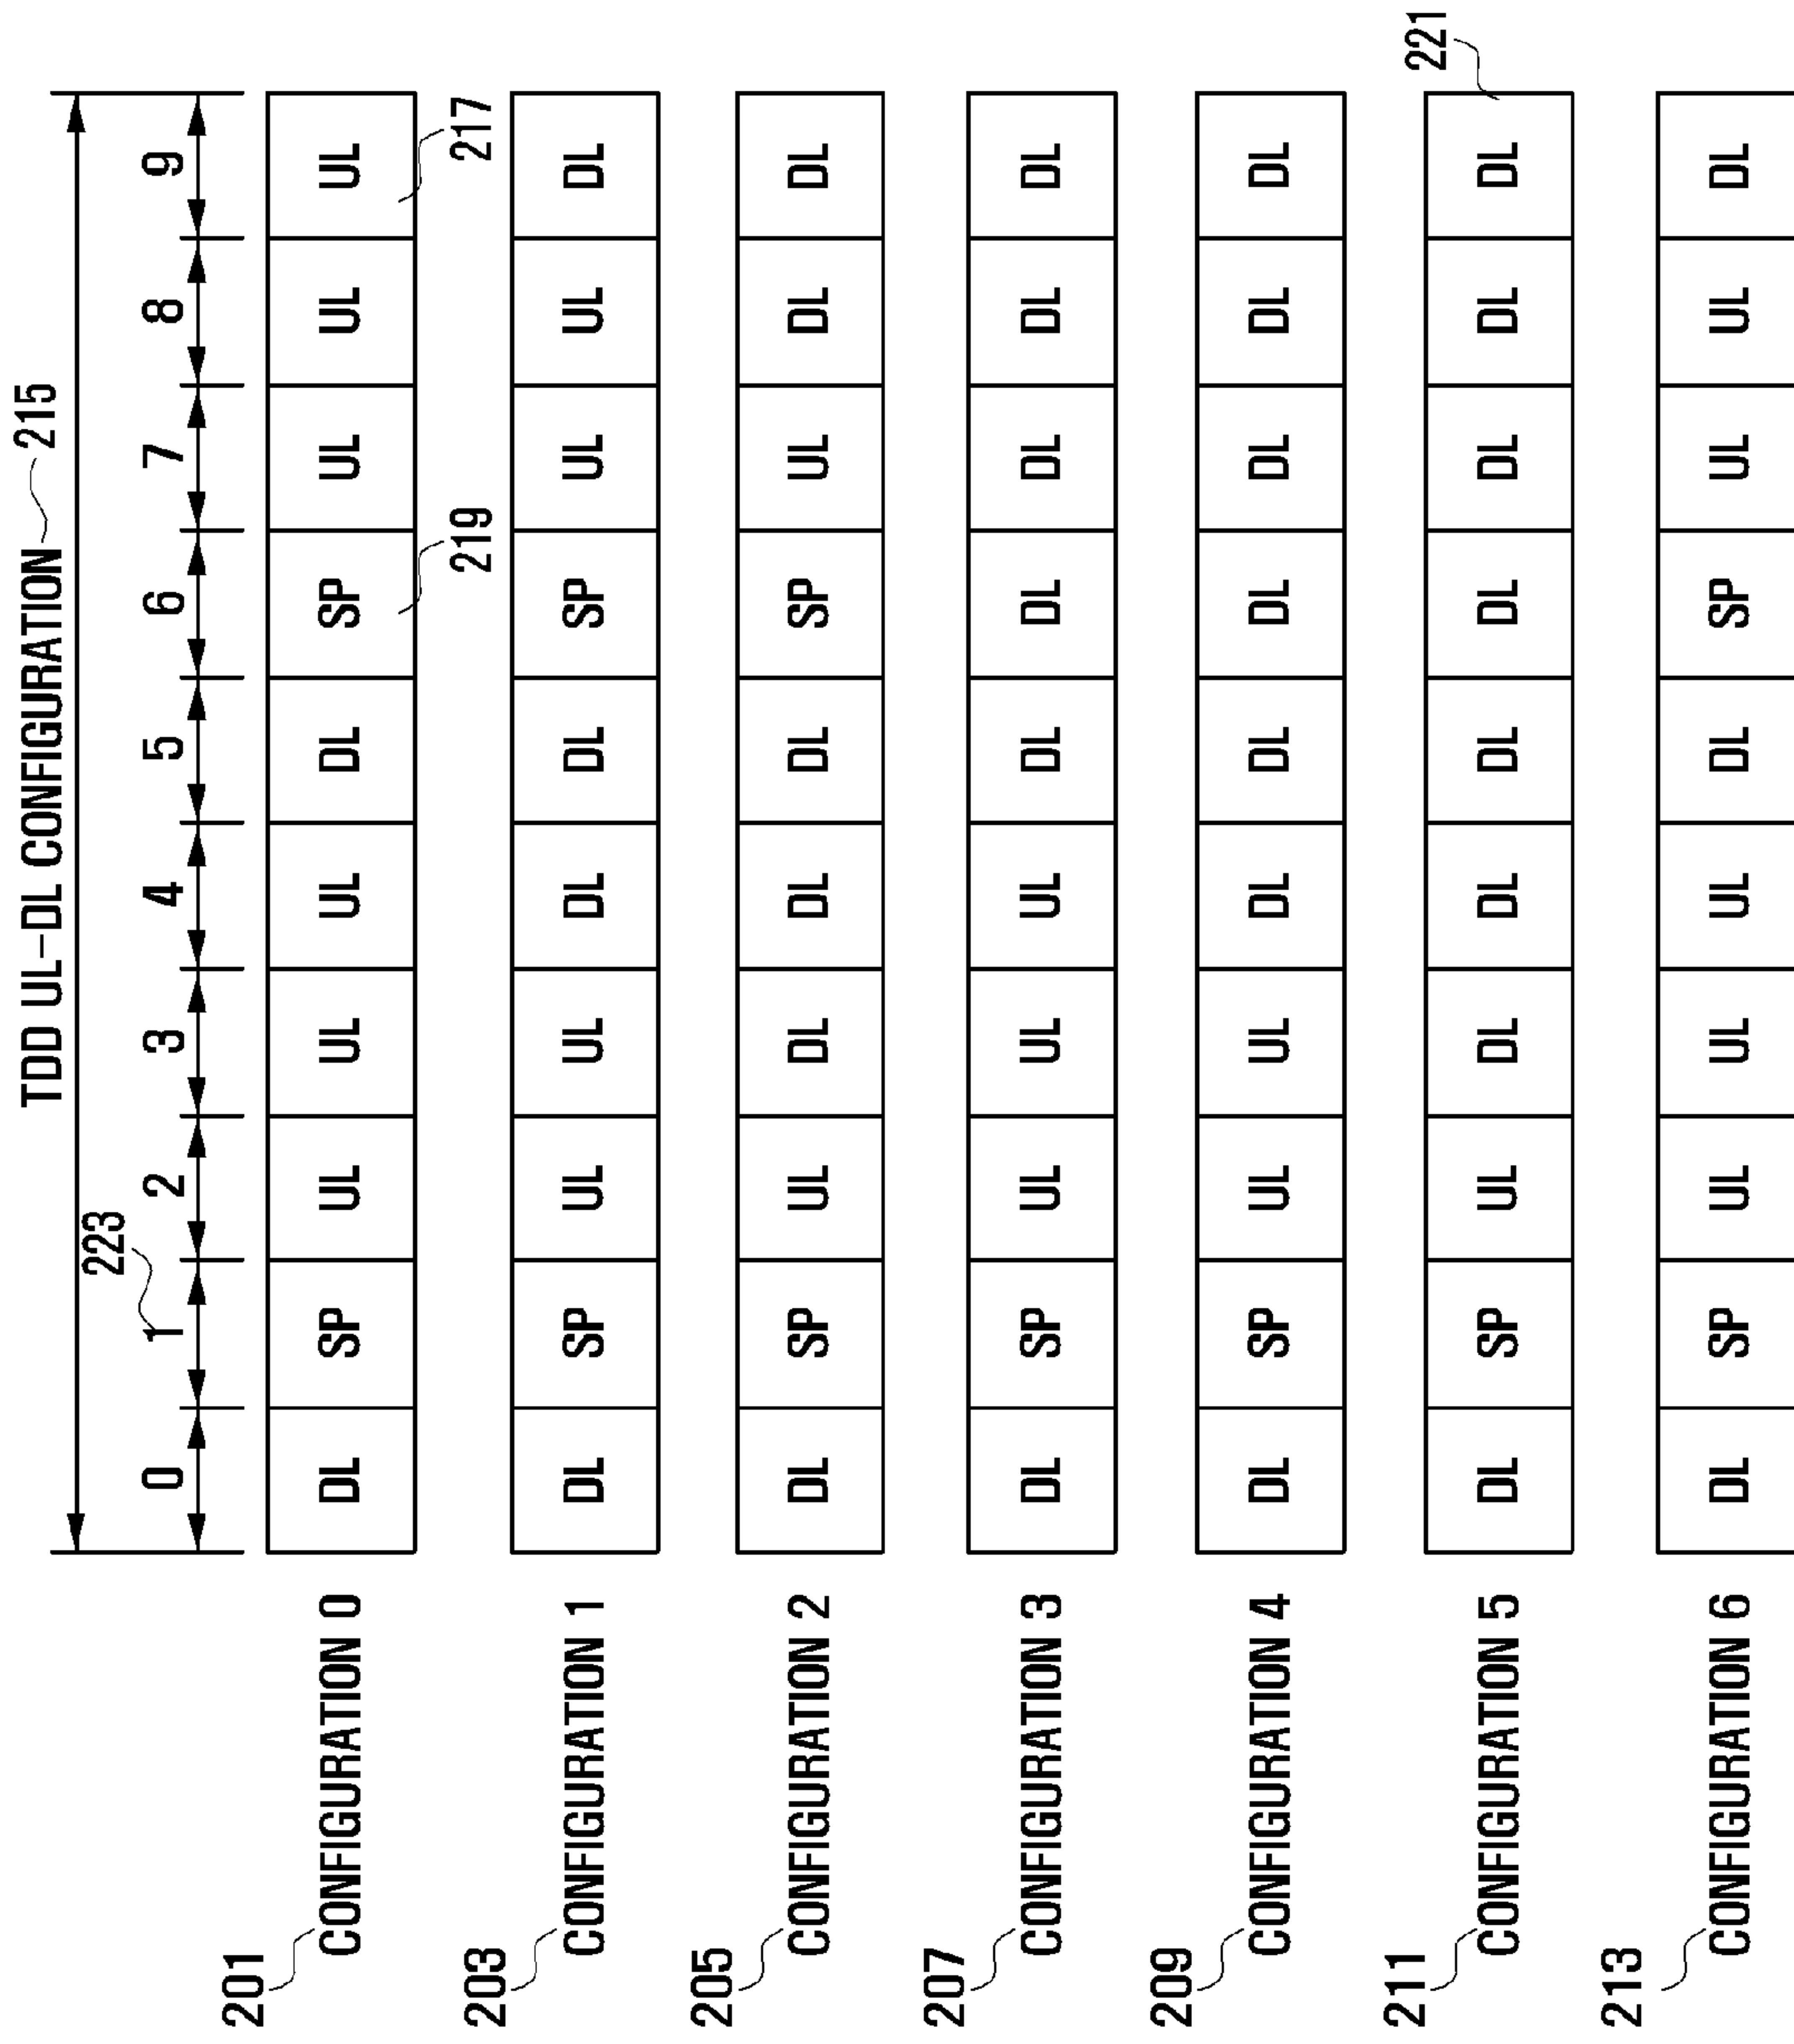 TDD UL-DL CONFIGURATION 215
223
0 1 2 3 4 5 6 7 8 9
201
CONFIGURATION 0 DL SP UL UL UL DL SP UL UL UL
219 217
203
CONFIGURATION 1 DL SP UL UL DL DL SP UL UL DL
205
CONFIGURATION 2 DL SP UL DL DL DL SP UL DL DL
207
CONFIGURATION 3 DL SP UL UL UL DL DL DL DL DL
209
CONFIGURATION 4 DL SP UL UL DL DL DL DL DL DL
211 221
CONFIGURATION 5 DL SP UL DL DL DL DL DL DL DL
213
CONFIGURATION 6 DL SP UL UL UL DL SP UL UL DL